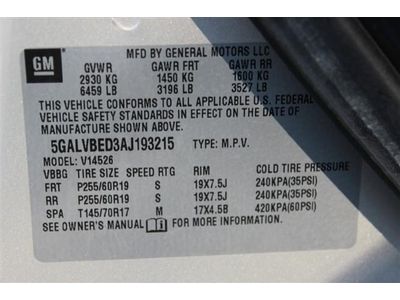 GM
MFD BY GENERAL MOTORS LLC
GVWR GAWR FRT GAWR RR
2930 KG 1450 KG 1600 KG
6459 LB 3196 LB 3527 LB
THIS VEHICLE CONFORMS TO ALL APPLICABLE U.S. FEDERAL MOTOR
VEHICLE SAFETY STANDARDS IN EFFECT ON THE DATE OF
MANUFACTURE SHOWN ABOVE.
5GALVBED3AJ193215 TYPE: M.P.V.
V14526
VBBG TIRE SIZE SPEED RTG RIM COLD TIRE PRESSURE
FRT P255/60R19 S 19X7.5J 240KPA(35PSI)
RR P255/60R19 S 19X7.5J 240KPA(35PSI)
SPA T145/70R17 M 17X4.5B 420KPA(60PSI)
SEE OWNER'S MANUAL FOR MORE INFORMATION.